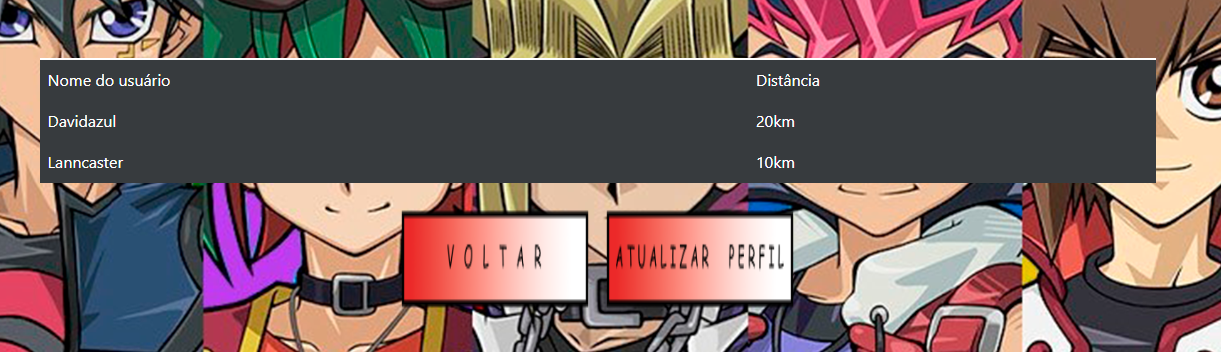 Nome do usuário Distância
Davidazul 20km
Lanncaster 10km
VOLTAR ATUALIZAR PERFIL